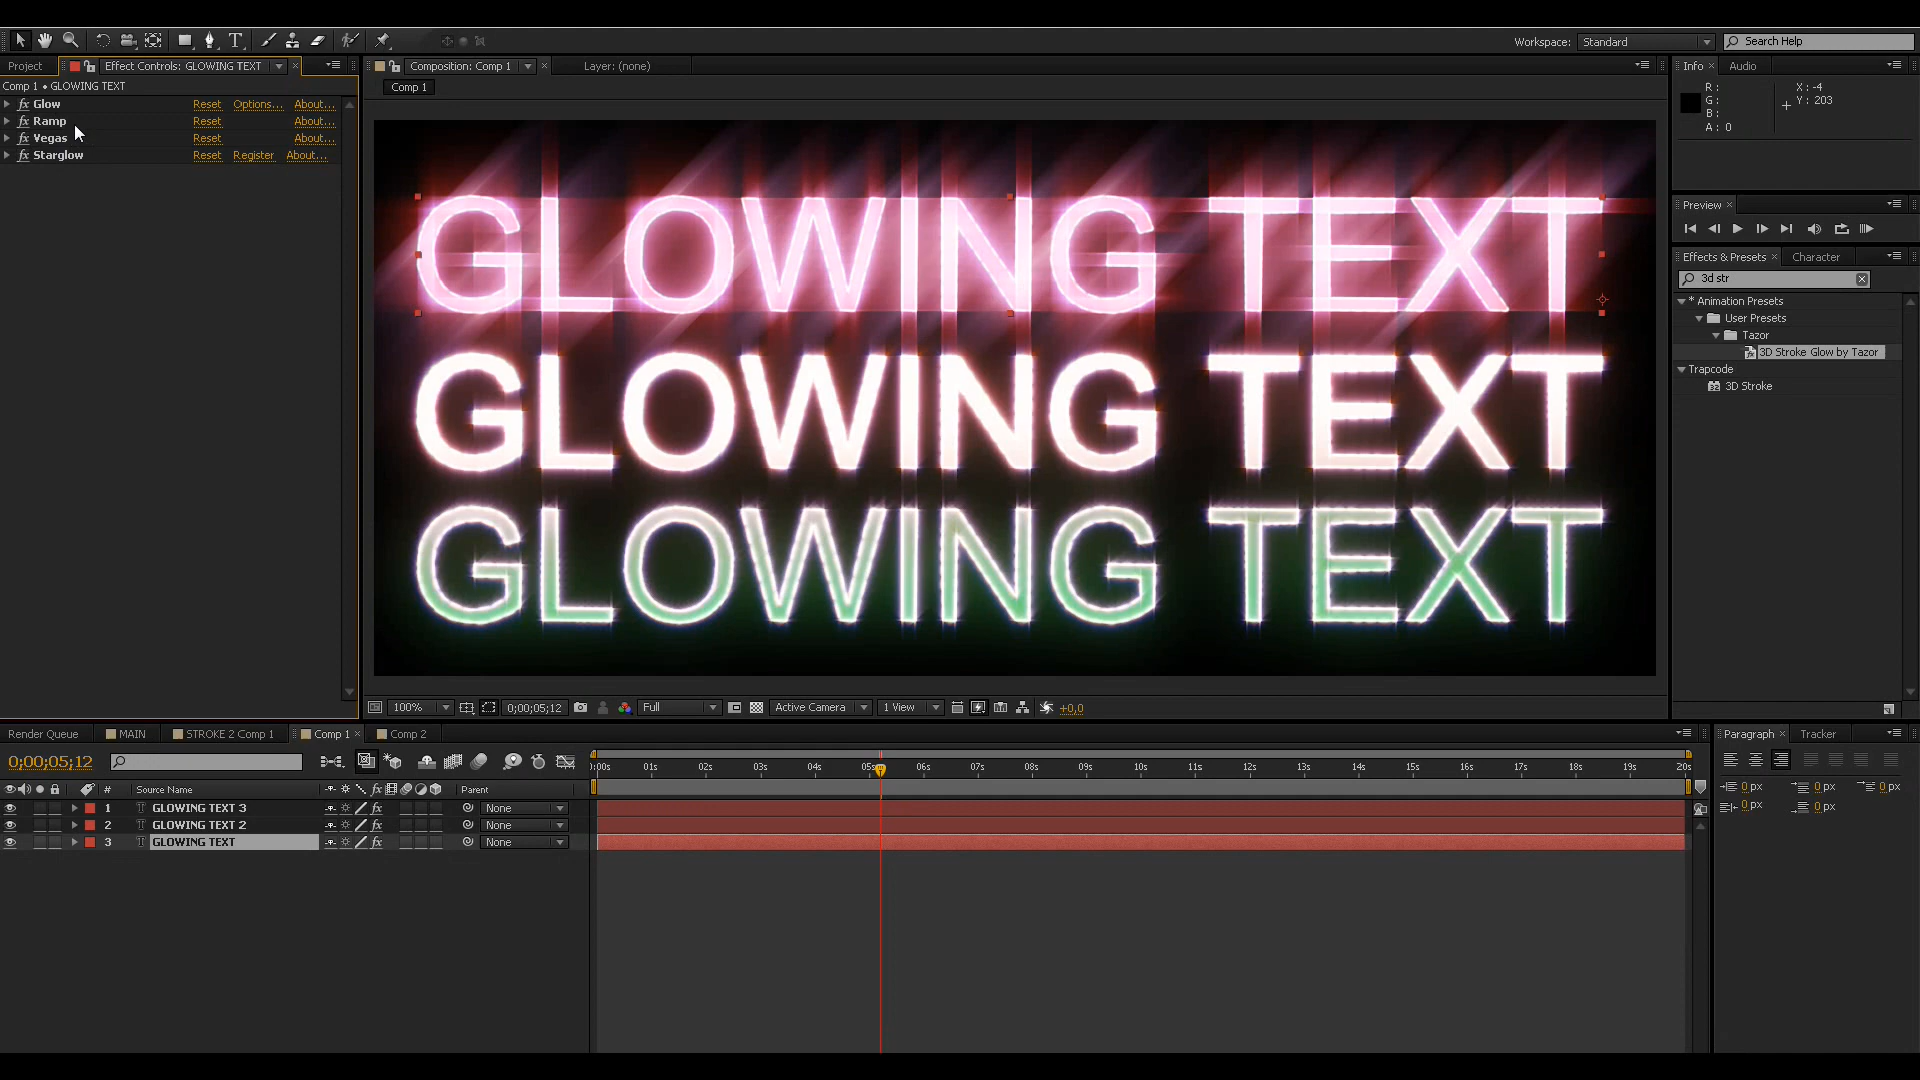 Workspace: Standard
Search Help
Project
Effect Controls: GLOWING TEXT
Composition: Comp 1
Layer: (none)
Info
Audio
Comp 1 • GLOWING TEXT
Comp 1
Glow Reset Options... About...
Ramp Reset About...
Vegas Reset About...
Starglow Reset Register About...
R :
G :
B :
A : 0
X : -4
Y : 203
GLOWING TEXT
GLOWING TEXT
GLOWING TEXT
Preview
Effects & Presets
Character
3d str
* Animation Presets
User Presets
Tazor
3D Stroke Glow by Tazor
Trapcode
3D Stroke
100%
0;00;05;12
Full
Active Camera
1 View
+0,0
Render Queue
MAIN
STROKE 2 Comp 1
Comp 1
Comp 2
Paragraph
Tracker
0;00;05;12
# Source Name
Parent
1 GLOWING TEXT 3 None
2 GLOWING TEXT 2 None
3 GLOWING TEXT None
):00s 01s 02s 03s 04s 05s 06s 07s 08s 09s 10s 11s 12s 13s 14s 15s 16s 17s 18s 19s 20s
0 px 0 px 0 px
0 px 0 px